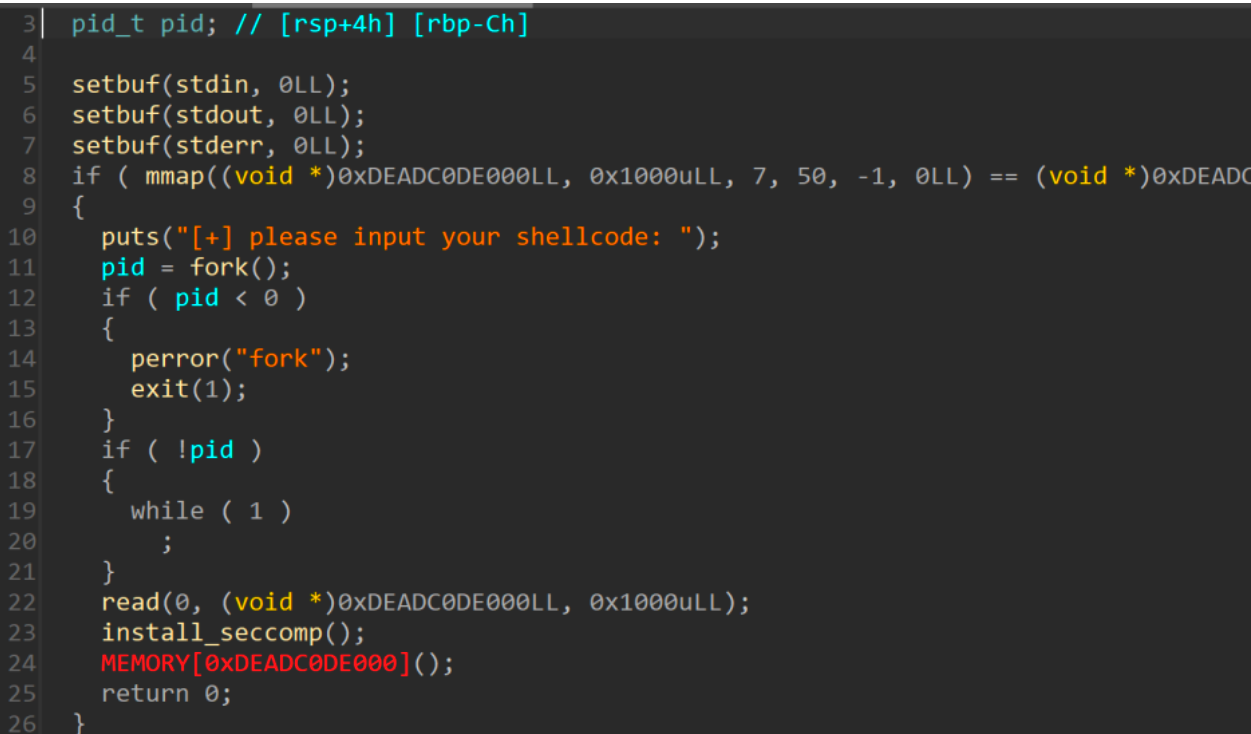 3 pid_t pid; // [rsp+4h] [rbp-Ch]
4
5 setbuf(stdin, 0LL);
6 setbuf(stdout, 0LL);
7 setbuf(stderr, 0LL);
8 if ( mmap((void *)0xDEADC0DE000LL, 0x1000uLL, 7, 50, -1, 0LL) == (void *)0xDEADC
9 {
10 puts("[+] please input your shellcode: ");
11 pid = fork();
12 if ( pid < 0 )
13 {
14 perror("fork");
15 exit(1);
16 }
17 if ( !pid )
18 {
19 while ( 1 )
20 ;
21 }
22 read(0, (void *)0xDEADC0DE000LL, 0x1000uLL);
23 install_seccomp();
24 MEMORY[0xDEADC0DE000]();
25 return 0;
26 }